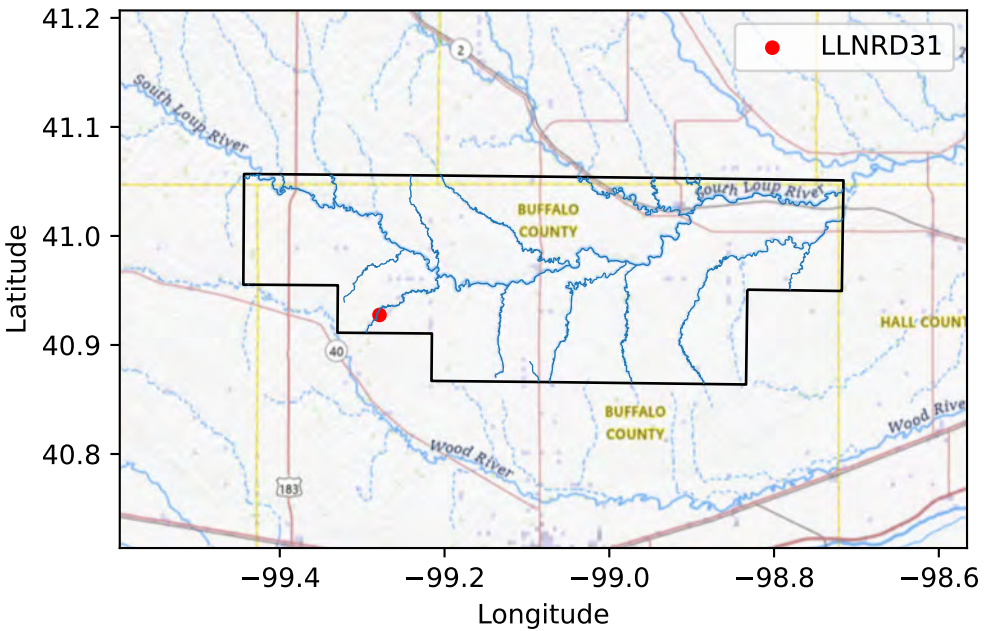 41.2
41.1
41.0
40.9
40.8
Latitude
−99.4
−99.2
−99.0
−98.8
−98.6
Longitude
LLNRD31
2
South Loup River
South Loup River
BUFFALO
COUNTY
HALL COUNT
40
BUFFALO
COUNTY
Wood River
Wood Rive
183